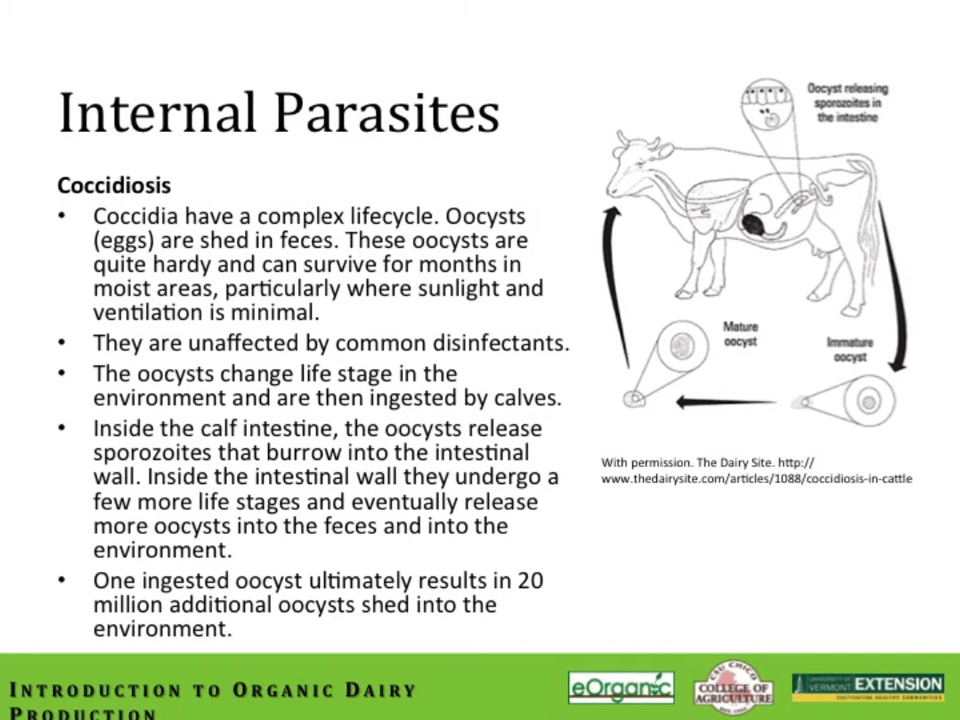 Internal Parasites
Coccidiosis
• Coccidia have a complex lifecycle. Oocysts
(eggs) are shed in feces. These oocysts are
quite hardy and can survive for months in
moist areas, particularly where sunlight and
ventilation is minimal.
• They are unaffected by common disinfectants.
• The oocysts change life stage in the
environment and are then ingested by calves.
• Inside the calf intestine, the oocysts release
sporozoites that burrow into the intestinal
wall. Inside the intestinal wall they undergo a
few more life stages and eventually release
more oocysts into the feces and into the
environment.
• One ingested oocyst ultimately results in 20
million additional oocysts shed into the
environment.
Oocyst releasing
sporozoites in
the intestine
Mature
oocyst
Immature
oocyst
With permission. The Dairy Site. http://
www.thedairysite.com/articles/1088/coccidiosis-in-cattle
INTRODUCTION TO ORGANIC DAIRY
PRODUCTION
eOrganic
CSU CHICO
COLLEGE OF
AGRICULTURE
UNIVERSITY OF
VERMONT EXTENSION
CULTIVATING HEALTHY COMMUNITIES